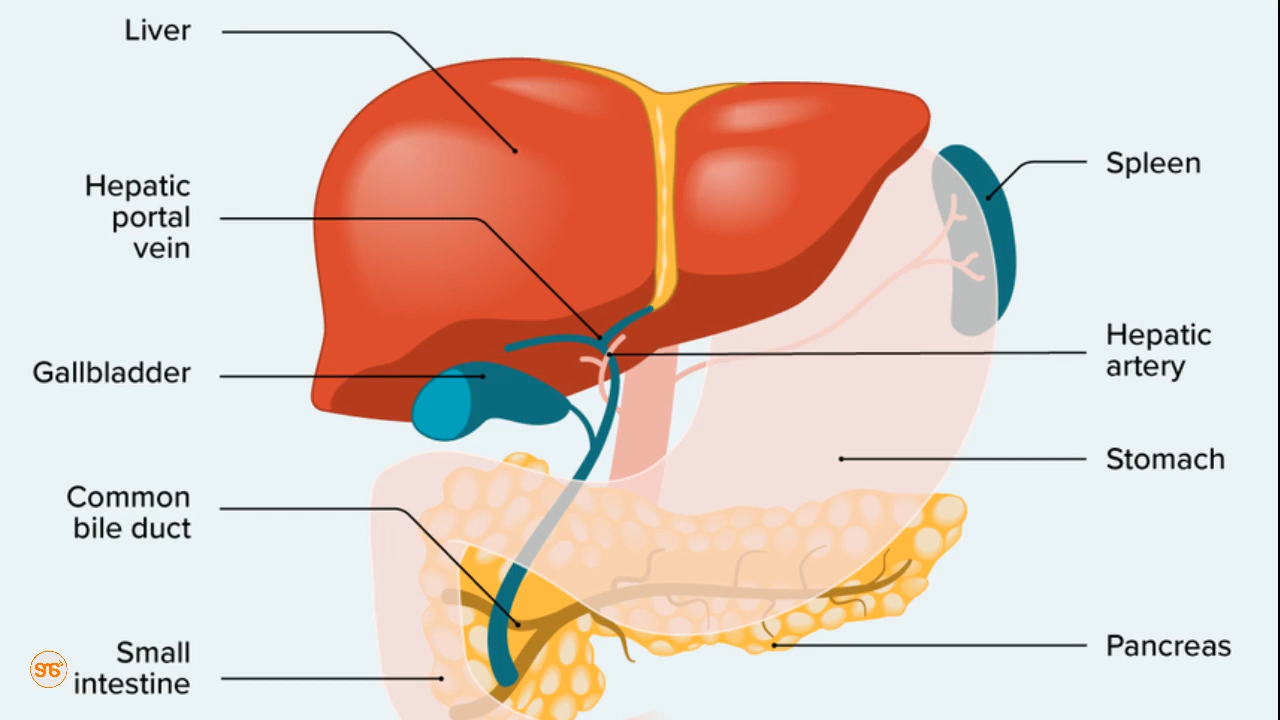 Liver
Hepatic
portal
vein
Gallbladder
Common
bile duct
Small
intestine
Spleen
Hepatic
artery
Stomach
Pancreas